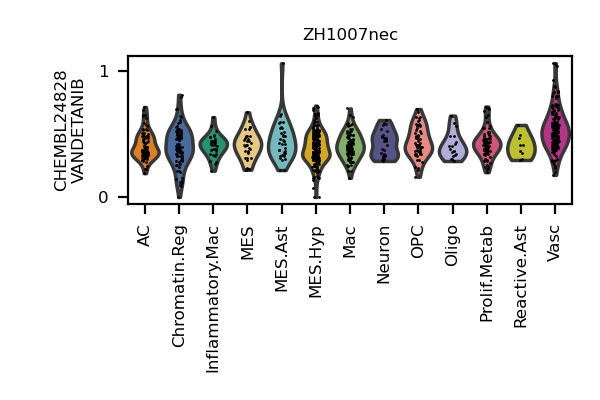 ZH1007nec
CHEMBL24828
VANDETANIB
1
0
AC
Chromatin.Reg
Inflammatory.Mac
MES
MES.Ast
MES.Hyp
Mac
Neuron
OPC
Oligo
Prolif.Metab
Reactive.Ast
Vasc